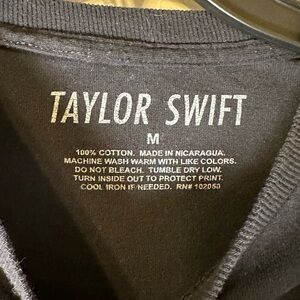 TAYLOR SWIFT
M
100% COTTON. MADE IN NICARAGUA.
MACHINE WASH WARM WITH LIKE COLORS.
DO NOT BLEACH. TUMBLE DRY LOW.
TURN INSIDE OUT TO PROTECT PRINT.
COOL IRON IF NEEDED. RN# 102050